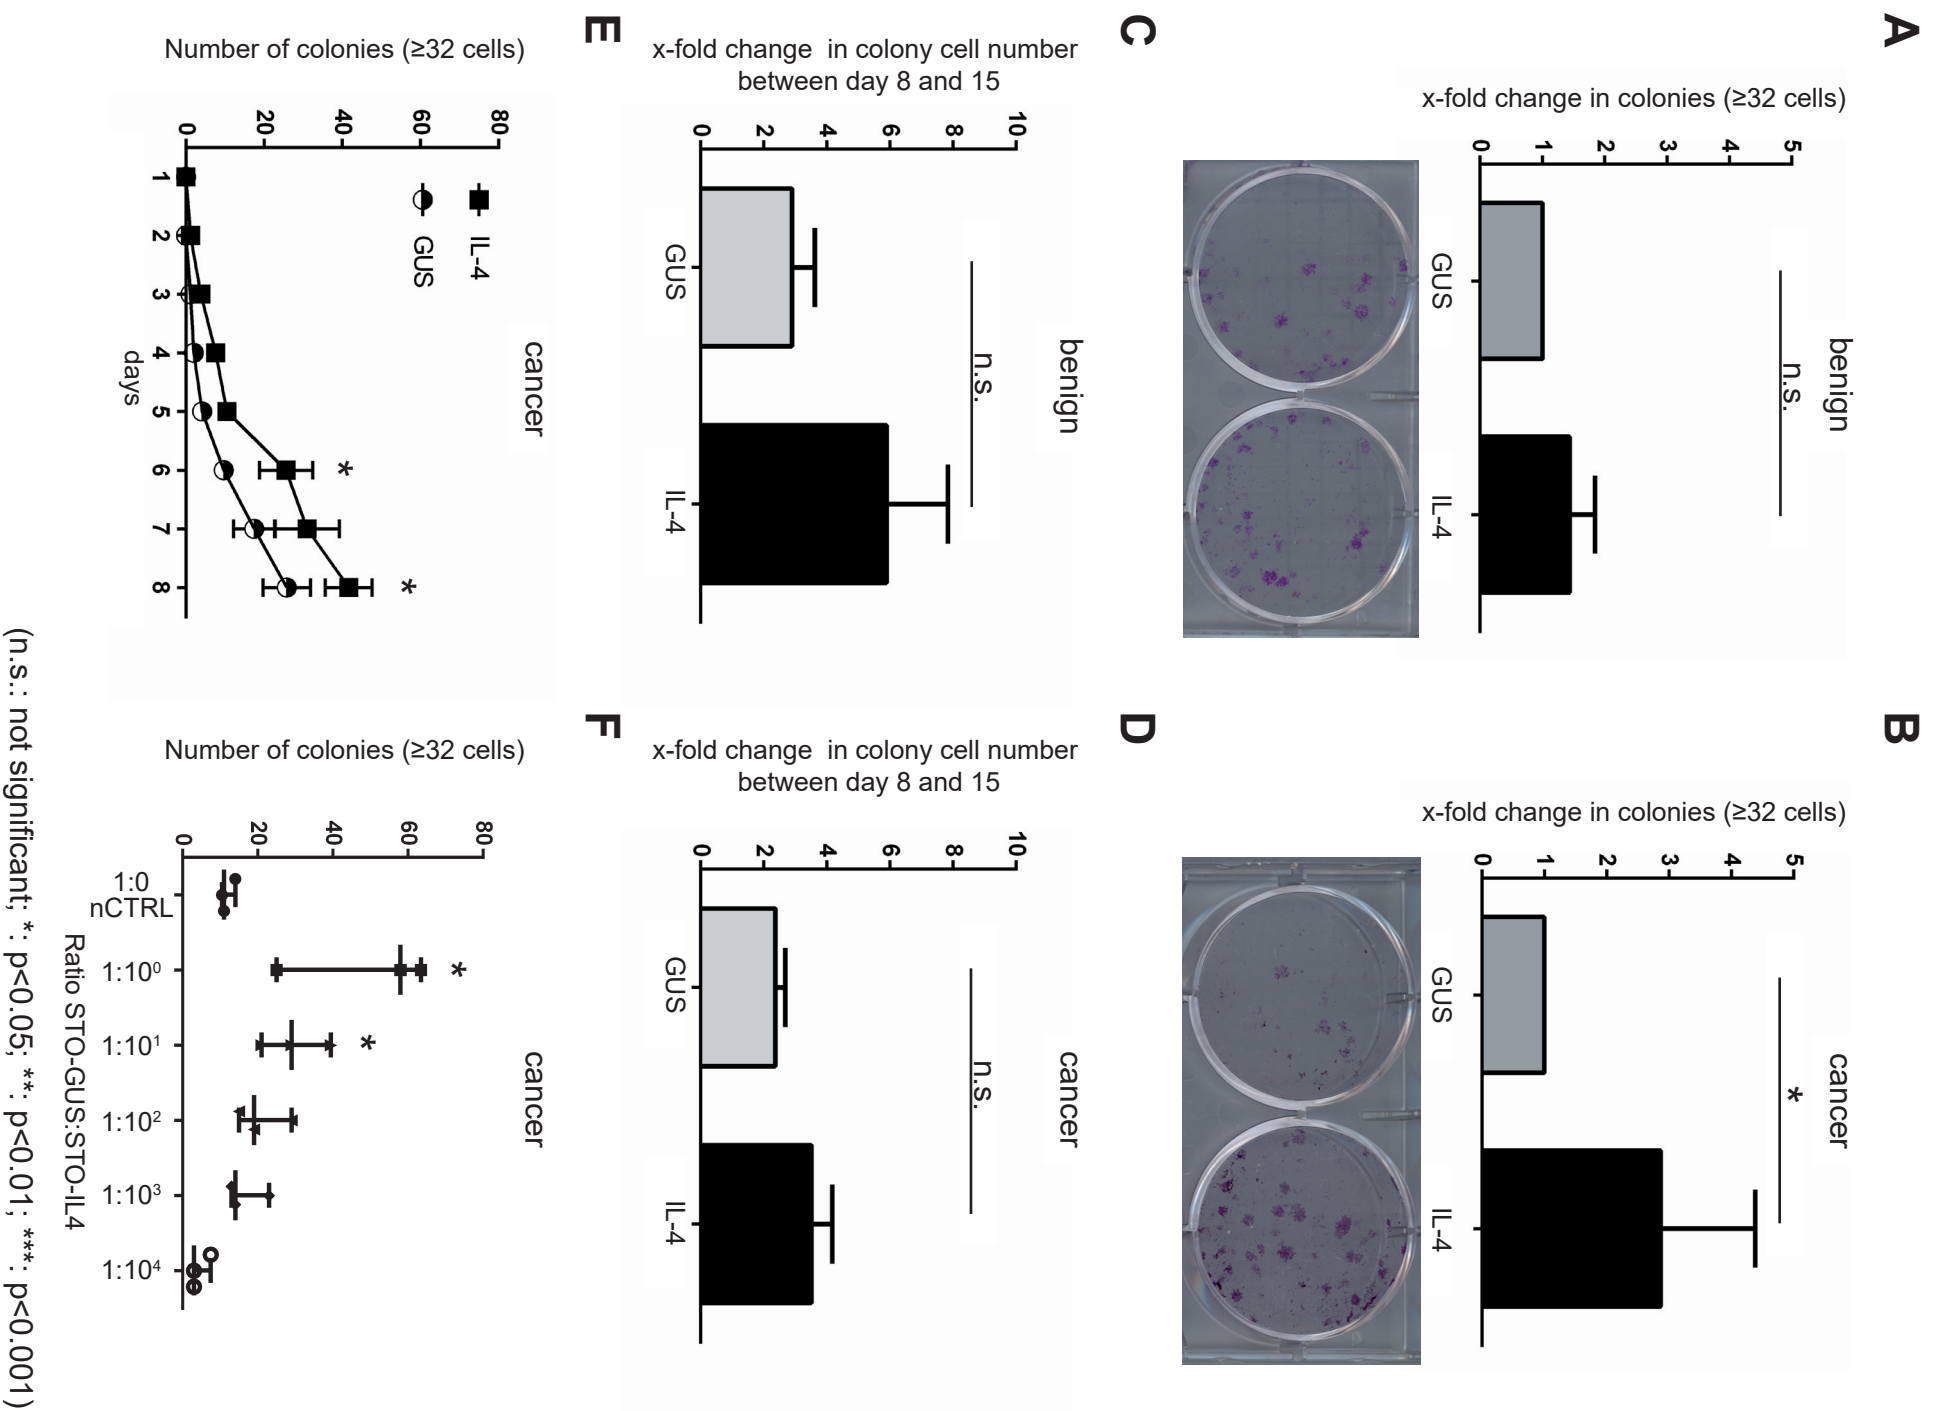 A
x-fold change in colonies (≥32 cells)
0
1
2
3
4
5
benign
n.s.
GUS
IL-4
B
x-fold change in colonies (≥32 cells)
0
1
2
3
4
5
cancer
*
GUS
IL-4
C
x-fold change in colony cell number
between day 8 and 15
0
2
4
6
8
10
benign
n.s.
GUS
IL-4
D
x-fold change in colony cell number
between day 8 and 15
0
2
4
6
8
10
cancer
n.s.
GUS
IL-4
E
Number of colonies (≥32 cells)
0
20
40
60
80
cancer
IL-4
GUS
*
*
1 2 3 4 5 6 7 8
days
F
Number of colonies (≥32 cells)
0
20
40
60
80
cancer
*
*
1:0
nCTRL
1:10⁰
1:10¹
1:10²
1:10³
1:10⁴
Ratio STO-GUS:STO-IL4
(n.s.: not significant; *: p<0.05; **: p<0.01; ***: p<0.001)